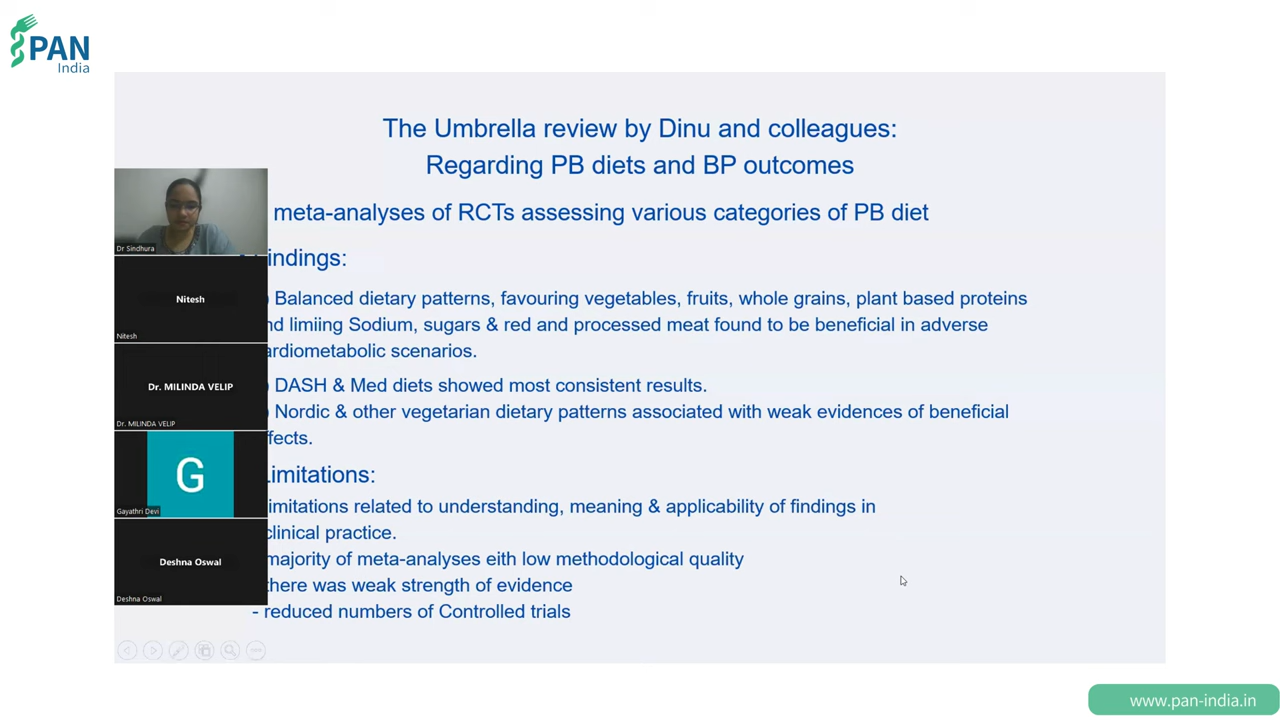 PAN
India
The Umbrella review by Dinu and colleagues:
Regarding PB diets and BP outcomes
meta-analyses of RCTs assessing various categories of PB diet
indings:
) Balanced dietary patterns, favouring vegetables, fruits, whole grains, plant based proteins
nd limiing Sodium, sugars & red and processed meat found to be beneficial in adverse
ardiometabolic scenarios.
) DASH & Med diets showed most consistent results.
) Nordic & other vegetarian dietary patterns associated with weak evidences of beneficial
ffects.
Limitations:
imitations related to understanding, meaning & applicability of findings in
clinical practice.
majority of meta-analyses eith low methodological quality
there was weak strength of evidence
- reduced numbers of Controlled trials
Dr Sindhura
Nitesh
Nitesh
Dr. MILINDA VELIP
Dr. MILINDA VELIP
G
Gayathri Devi
Deshna Oswal
Deshna Oswal
www.pan-india.in